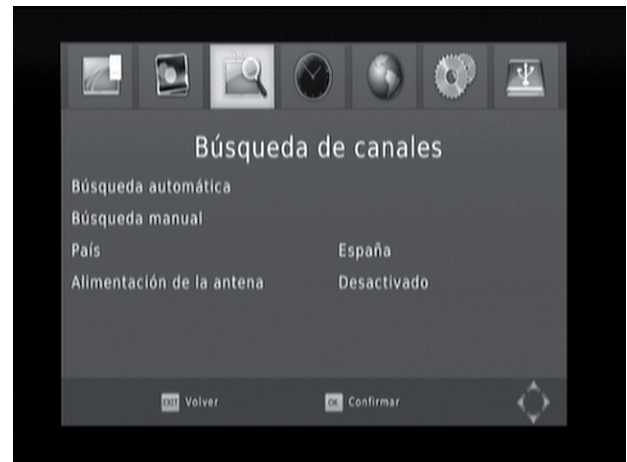 Búsqueda de canales
Búsqueda automática
Búsqueda manual
País España
Alimentación de la antena Desactivado
EXIT Volver OK Confirmar